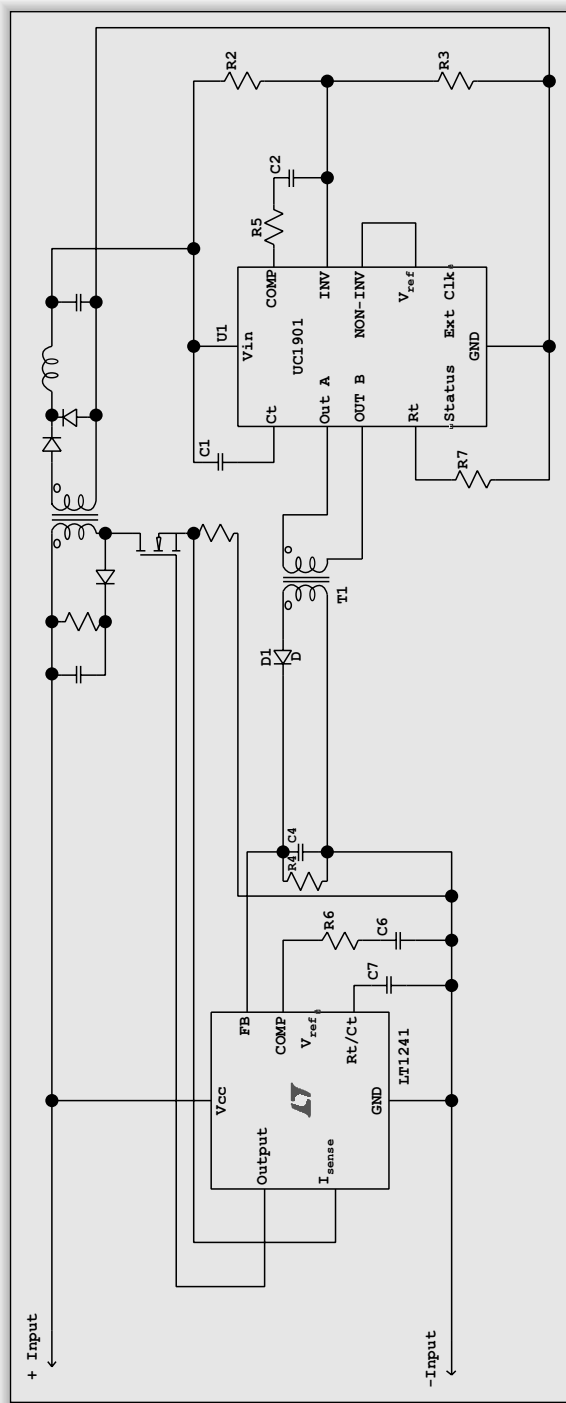 + Input
-Input
Output
I sense
Vcc
GND
FB
COMP
Vref
Rt/Ct
LT1241
LT
R6
C6
C7
R4
C4
D1
D
T1
C1
R7
Ct
Out A
OUT B
Rt
Status
U1
Vin
UC1901
GND
COMP
INV
NON-INV
Vref
Ext Clk
R5
C2
R2
R3